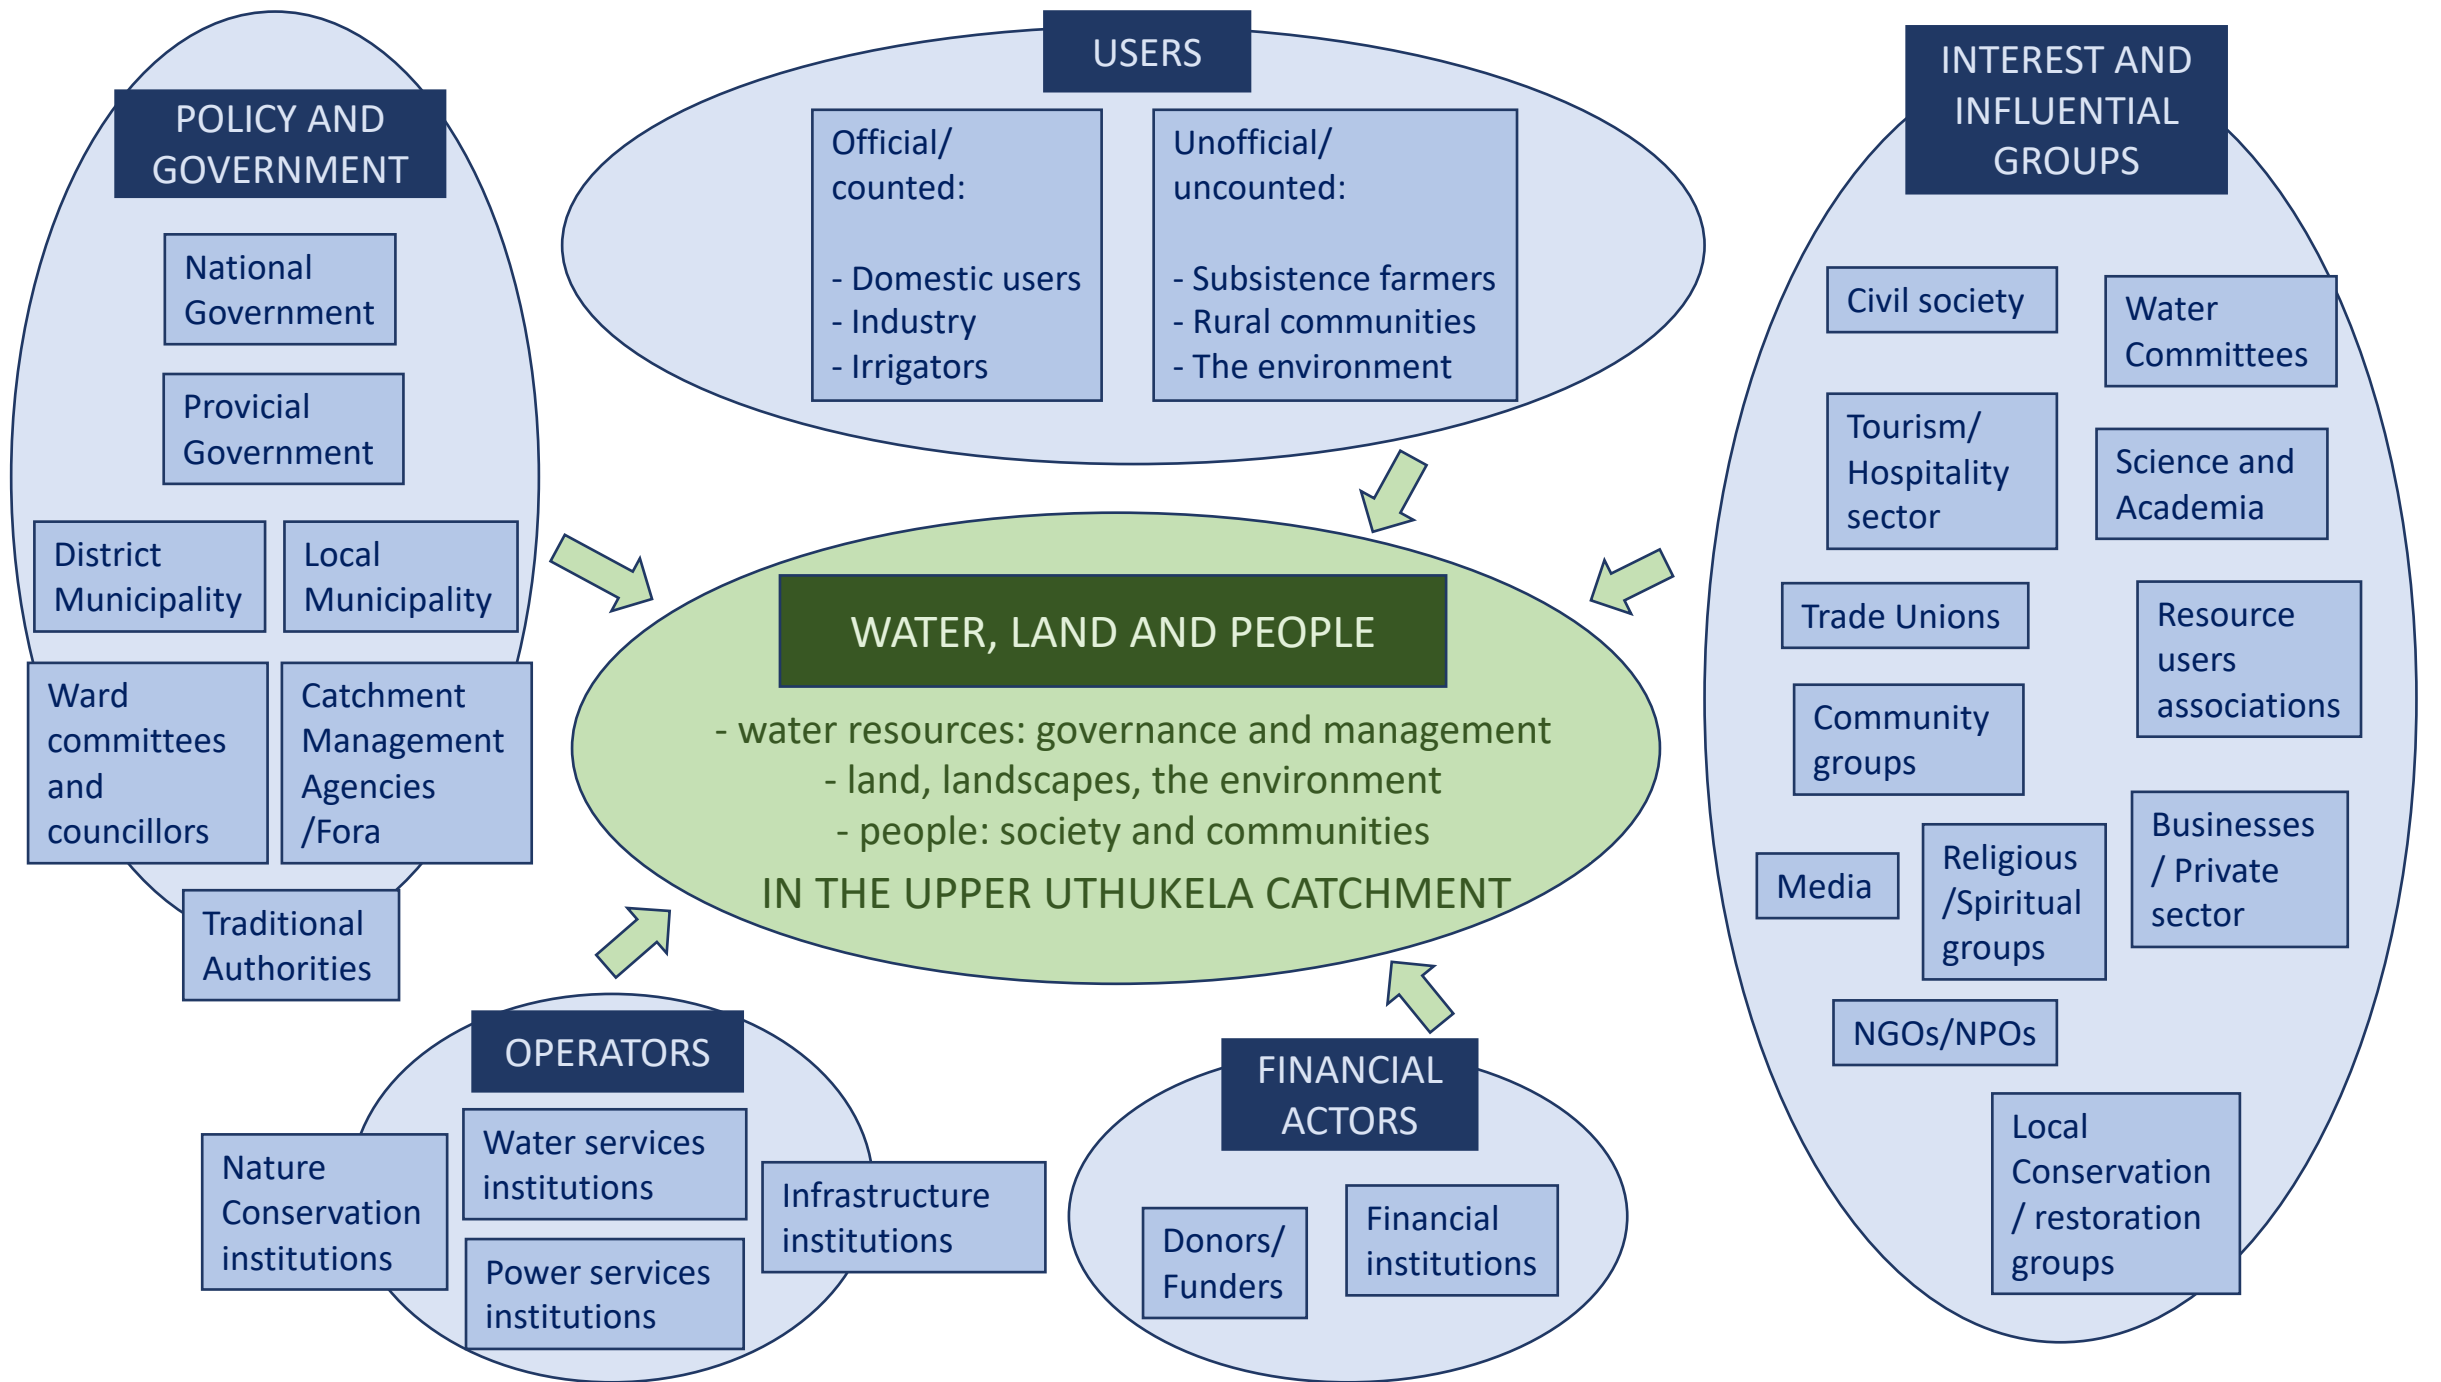 POLICY AND
GOVERNMENT
National
Government
Provicial
Government
District
Municipality
Local
Municipality
Ward
committees
and
councillors
Catchment
Management
Agencies
/Fora
Traditional
Authorities
USERS
Official/
counted:
- Domestic users
- Industry
- Irrigators
Unofficial/
uncounted:
- Subsistence farmers
- Rural communities
- The environment
INTEREST AND
INFLUENTIAL
GROUPS
Civil society
Water
Committees
Tourism/
Hospitality
sector
Science and
Academia
Trade Unions
Resource
users
associations
Community
groups
Businesses
/ Private
sector
Media
Religious
/Spiritual
groups
NGOs/NPOs
Local
Conservation
/ restoration
groups
WATER, LAND AND PEOPLE
- water resources: governance and management
- land, landscapes, the environment
- people: society and communities
IN THE UPPER UTHUKELA CATCHMENT
OPERATORS
Nature
Conservation
institutions
Water services
institutions
Power services
institutions
Infrastructure
institutions
FINANCIAL
ACTORS
Donors/
Funders
Financial
institutions